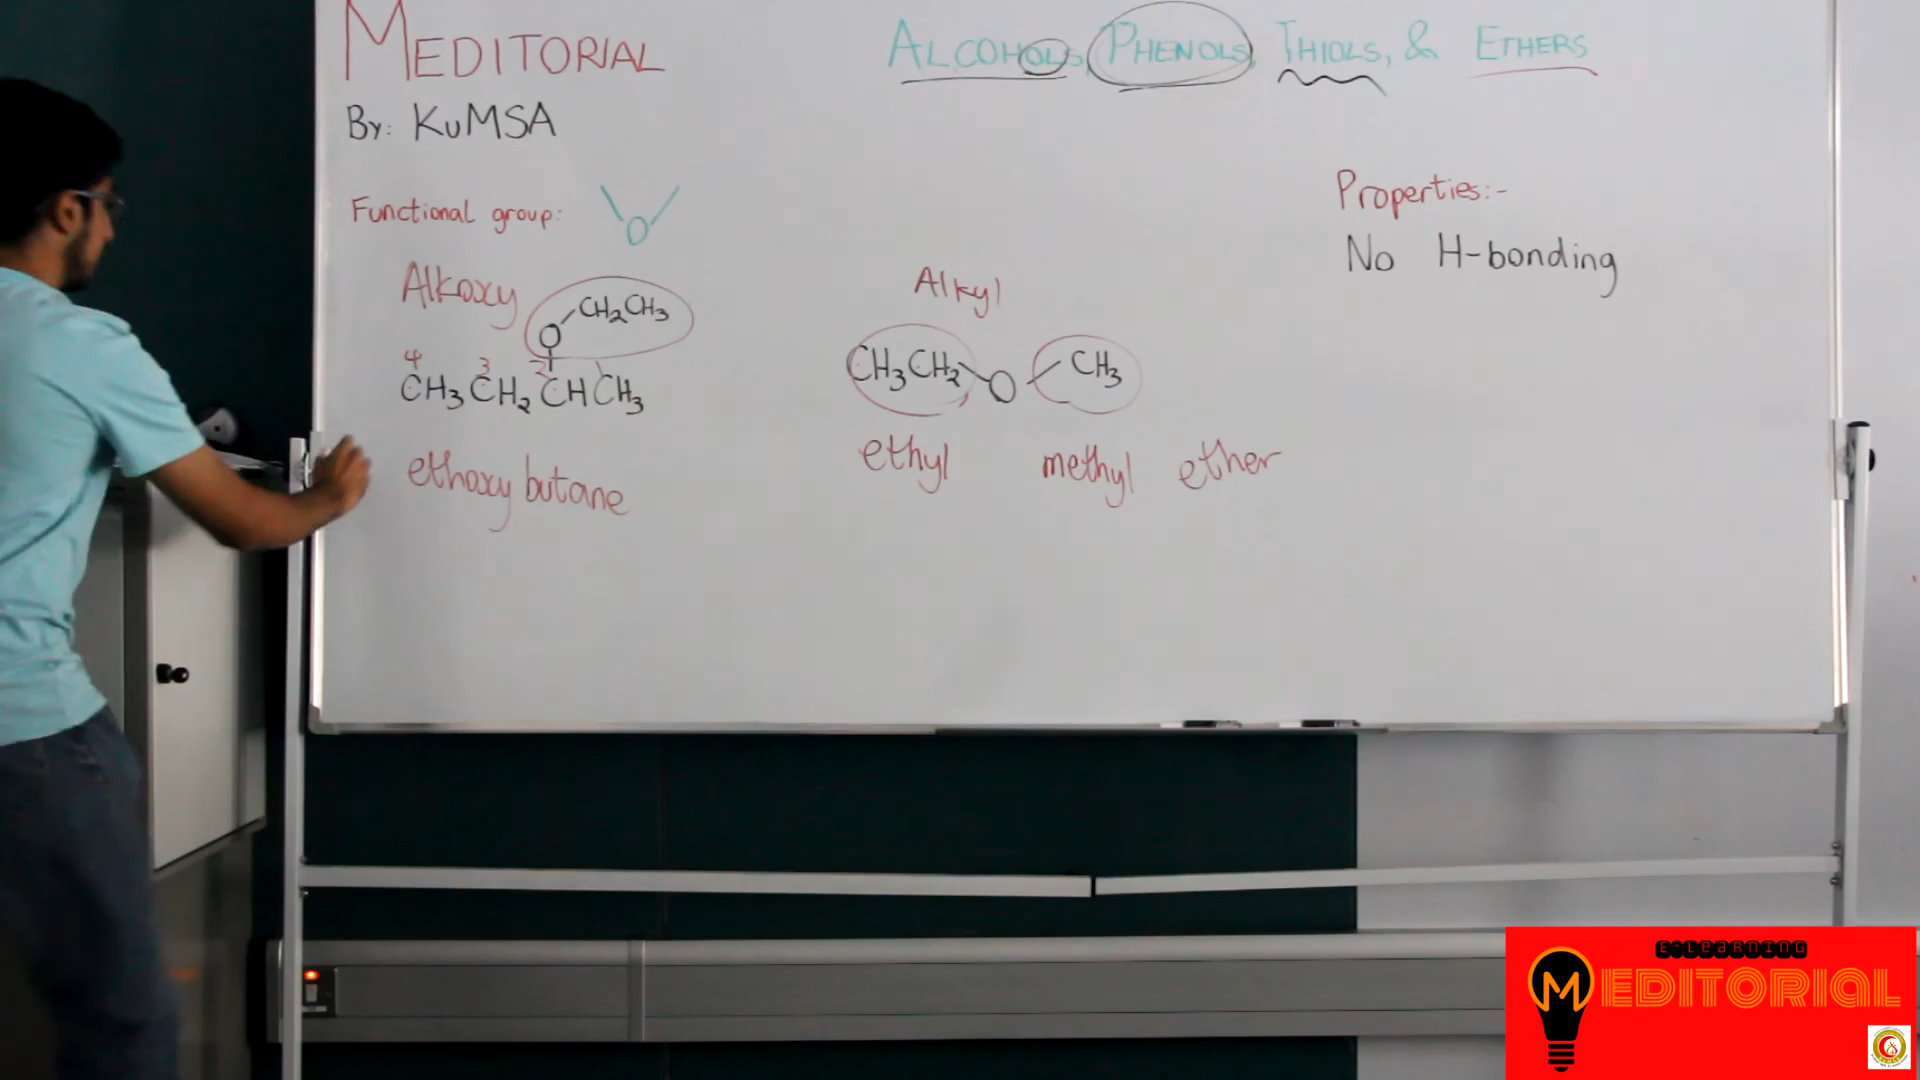 MEDITORIAL
ALCOHOLS, PHENOLS, THIOLS, & ETHERS
By: KuMSA
Functional group:
O
Properties:-
No H-bonding
Alkoxy
O CH2CH3
4 3 2 1
CH3CH2CHCH3
ethoxy butane
Alkyl
CH3CH2 O CH3
ethyl methyl ether
E-LEARNING
MEDITORIAL